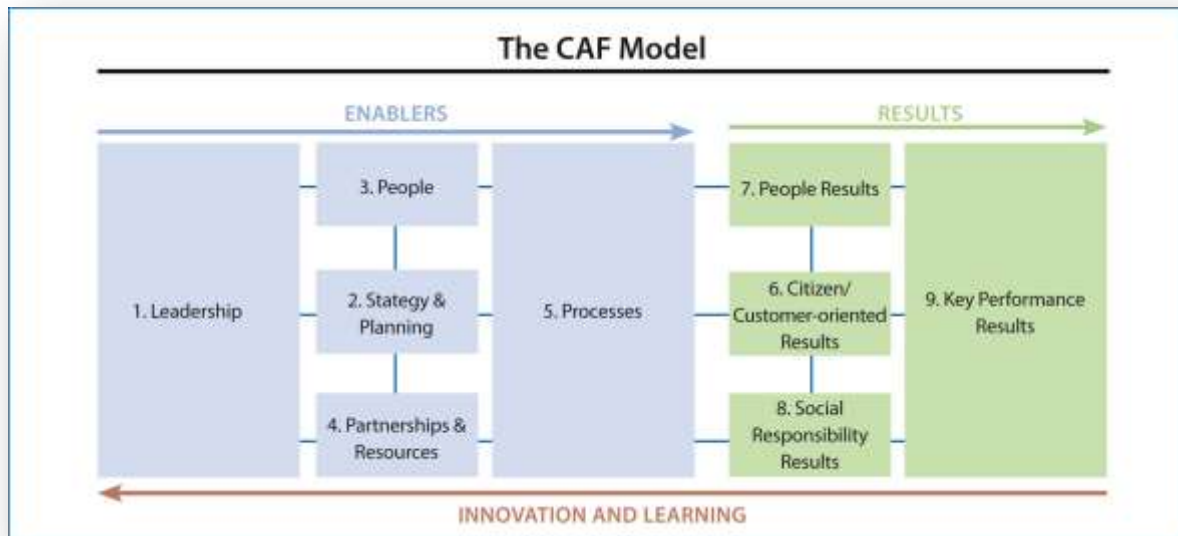 The CAF Model
ENABLERS
RESULTS
1. Leadership
3. People
2. Stategy &
Planning
4. Partnerships &
Resources
5. Processes
7. People Results
6. Citizen/
Customer-oriented
Results
8. Social
Responsibility
Results
9. Key Performance
Results
INNOVATION AND LEARNING